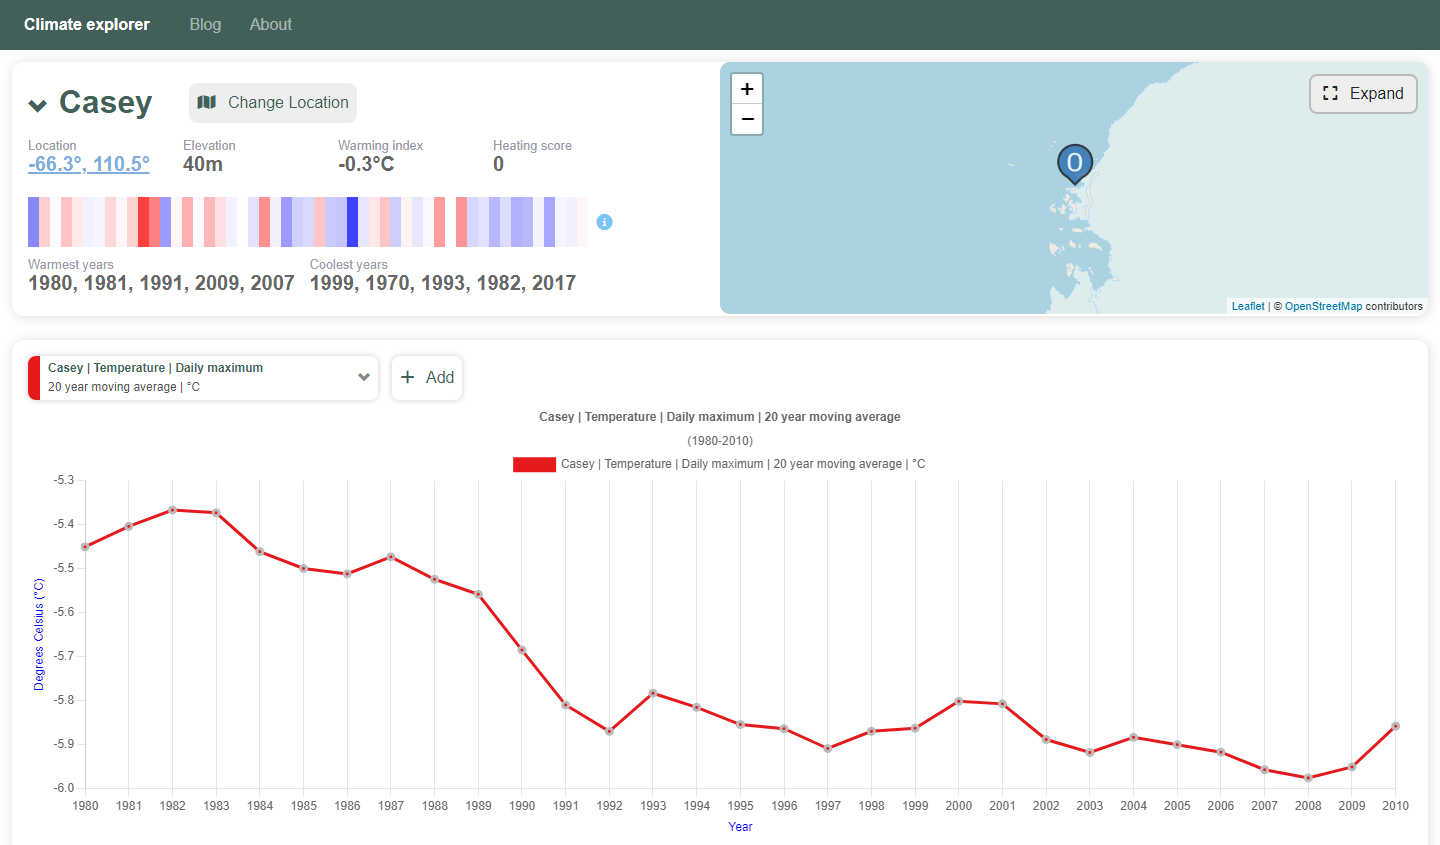 Climate explorer Blog About
Casey Change Location
Location Elevation Warming index Heating score
-66.3°, 110.5° 40m -0.3°C 0
Warmest years Coolest years
1980, 1981, 1991, 2009, 2007 1999, 1970, 1993, 1982, 2017
+
−
Expand
0
Leaflet | © OpenStreetMap contributors
Casey | Temperature | Daily maximum
20 year moving average | °C
+ Add
Casey | Temperature | Daily maximum | 20 year moving average
(1980-2010)
Casey | Temperature | Daily maximum | 20 year moving average | °C
Degrees Celsius (°C)
-5.3
-5.4
-5.5
-5.6
-5.7
-5.8
-5.9
-6.0
1980 1981 1982 1983 1984 1985 1986 1987 1988 1989 1990 1991 1992 1993 1994 1995 1996 1997 1998 1999 2000 2001 2002 2003 2004 2005 2006 2007 2008 2009 2010
Year